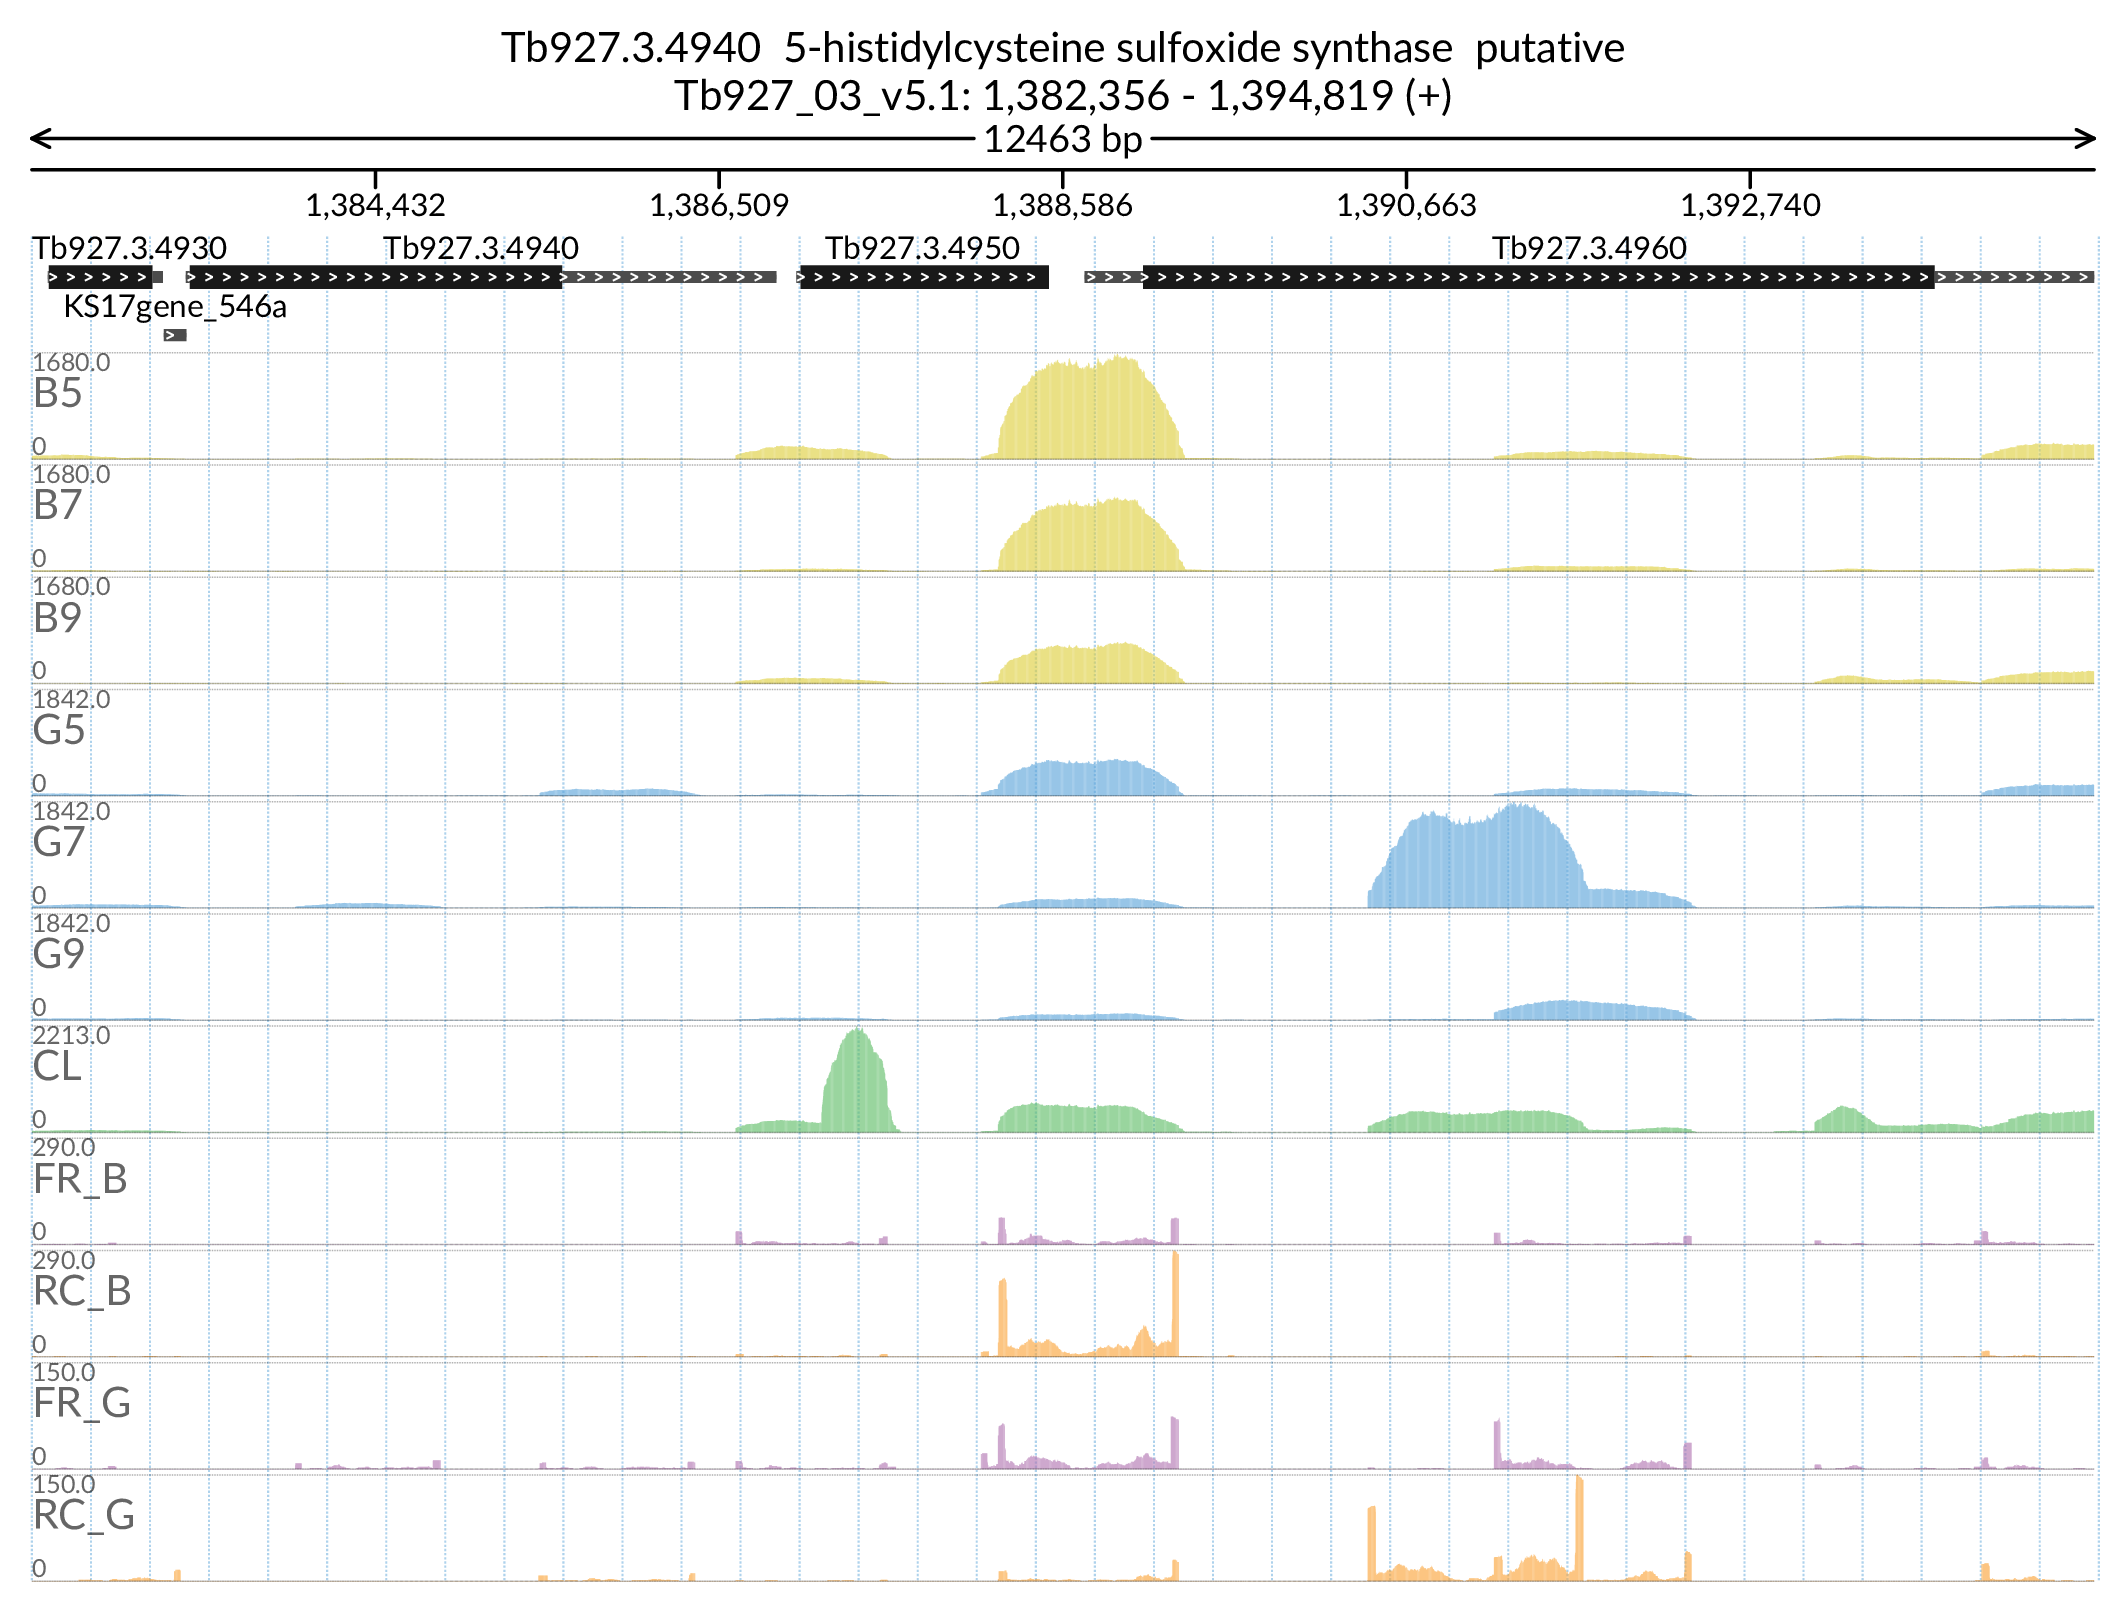 Tb927.3.4940  5-histidylcysteine sulfoxide synthase  putative
Tb927_03_v5.1: 1,382,356 - 1,394,819 (+)
12463 bp
1,384,432 1,386,509 1,388,586 1,390,663 1,392,740
Tb927.3.4930 Tb927.3.4940 Tb927.3.4950 Tb927.3.4960
KS17gene_546a
1680.0
B5
0
1680.0
B7
0
1680.0
B9
0
1842.0
G5
0
1842.0
G7
0
1842.0
G9
0
2213.0
CL
0
290.0
FR_B
0
290.0
RC_B
0
150.0
FR_G
0
150.0
RC_G
0